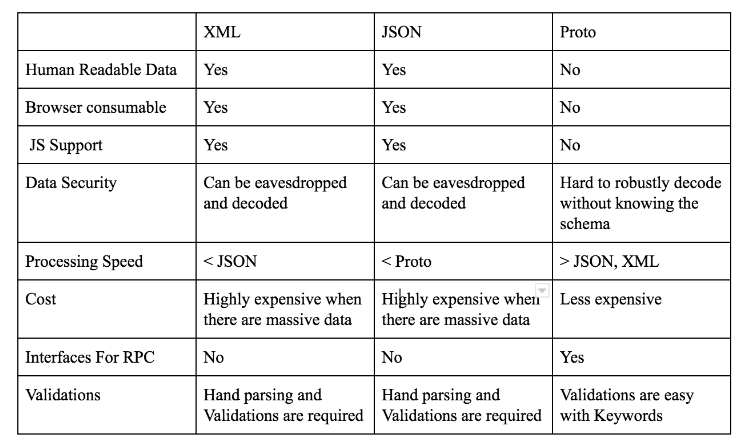 XML JSON Proto
Human Readable Data Yes Yes No
Browser consumable Yes Yes No
JS Support Yes Yes No
Data Security Can be eavesdropped Can be eavesdropped Hard to robustly decode
and decoded and decoded without knowing the
schema
Processing Speed < JSON < Proto > JSON, XML
Cost Highly expensive when Highly expensive when Less expensive
there are massive data there are massive data
Interfaces For RPC No No Yes
Validations Hand parsing and Hand parsing and Validations are easy
Validations are required Validations are required with Keywords